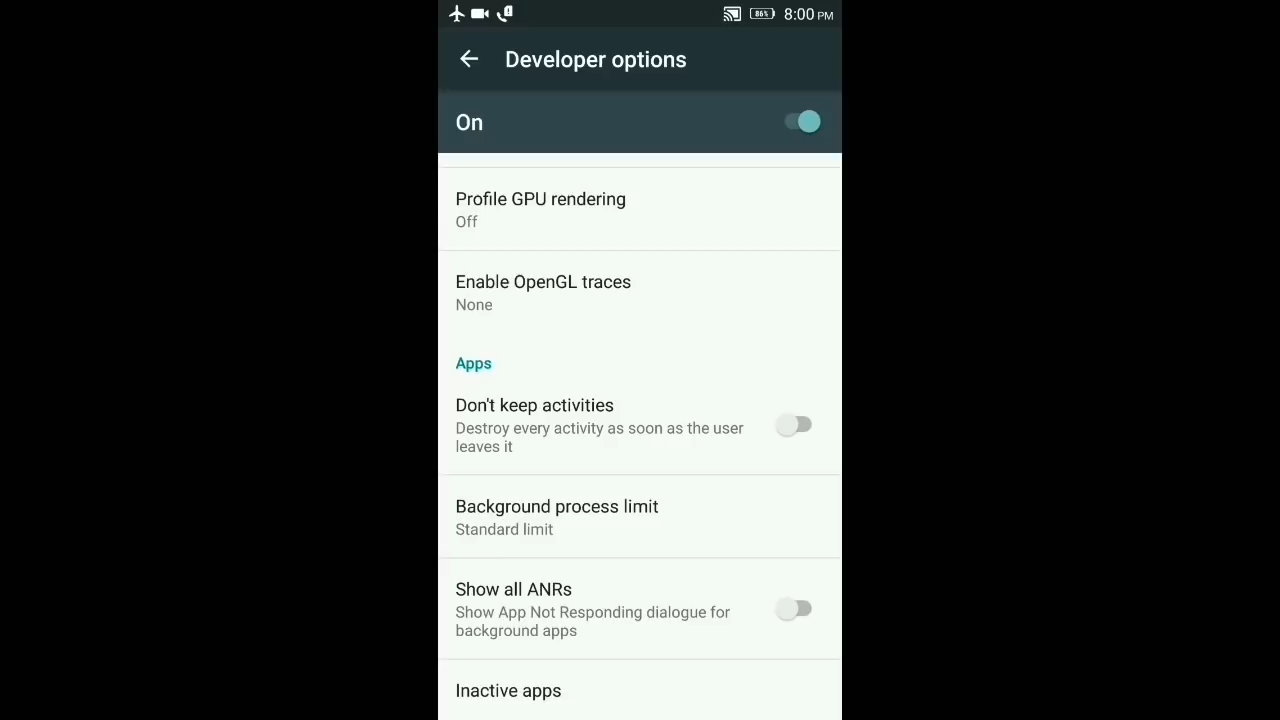 86% 8:00 PM
Developer options
On
Profile GPU rendering
Off
Enable OpenGL traces
None
Apps
Don't keep activities
Destroy every activity as soon as the user
leaves it
Background process limit
Standard limit
Show all ANRs
Show App Not Responding dialogue for
background apps
Inactive apps